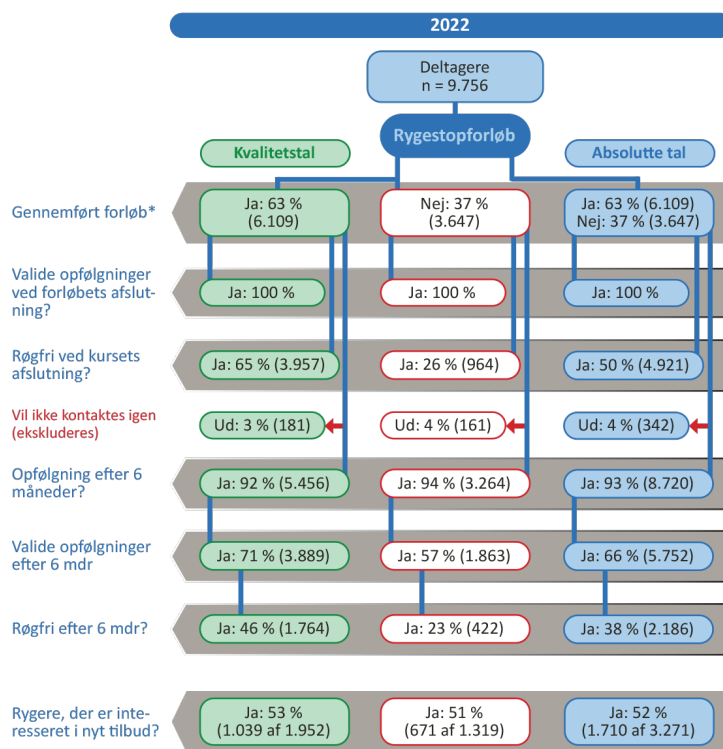 2022
Deltagere
n = 9.756
Rygestopforløb
Kvalitetstal
Absolutte tal
Gennemført forløb*
Ja: 63 %
(6.109)
Nej: 37 %
(3.647)
Ja: 63 % (6.109)
Nej: 37 % (3.647)
Valide opfølgninger
ved forløbets afslut-
ning?
Ja: 100 %
Ja: 100 %
Ja: 100 %
Røgfri ved kursets
afslutning?
Ja: 65 % (3.957)
Ja: 26 % (964)
Ja: 50 % (4.921)
Vil ikke kontaktes igen
(ekskluderes)
Ud: 3 % (181)
Ud: 4 % (161)
Ud: 4 % (342)
Opfølgning efter 6
måneder?
Ja: 92 % (5.456)
Ja: 94 % (3.264)
Ja: 93 % (8.720)
Valide opfølgninger
efter 6 mdr
Ja: 71 % (3.889)
Ja: 57 % (1.863)
Ja: 66 % (5.752)
Røgfri efter 6 mdr?
Ja: 46 % (1.764)
Ja: 23 % (422)
Ja: 38 % (2.186)
Rygere, der er inte-
resseret i nyt tilbud?
Ja: 53 %
(1.039 af 1.952)
Ja: 51 %
(671 af 1.319)
Ja: 52 %
(1.710 af 3.271)